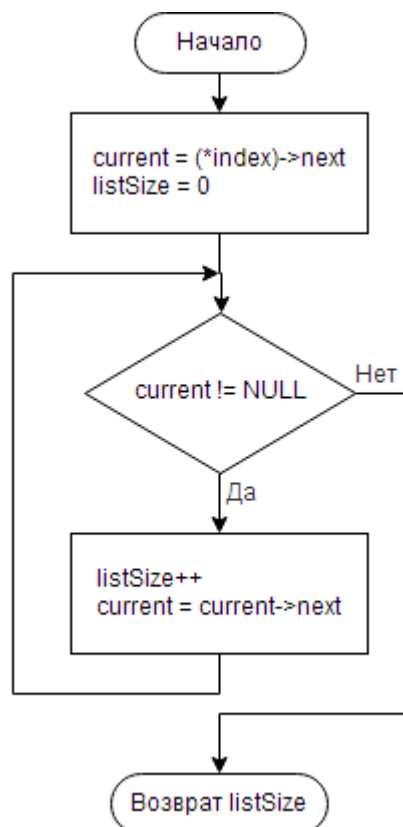 Начало
current = (*index)->next
listSize = 0
current != NULL
Нет
Да
listSize++
current = current->next
Возврат listSize